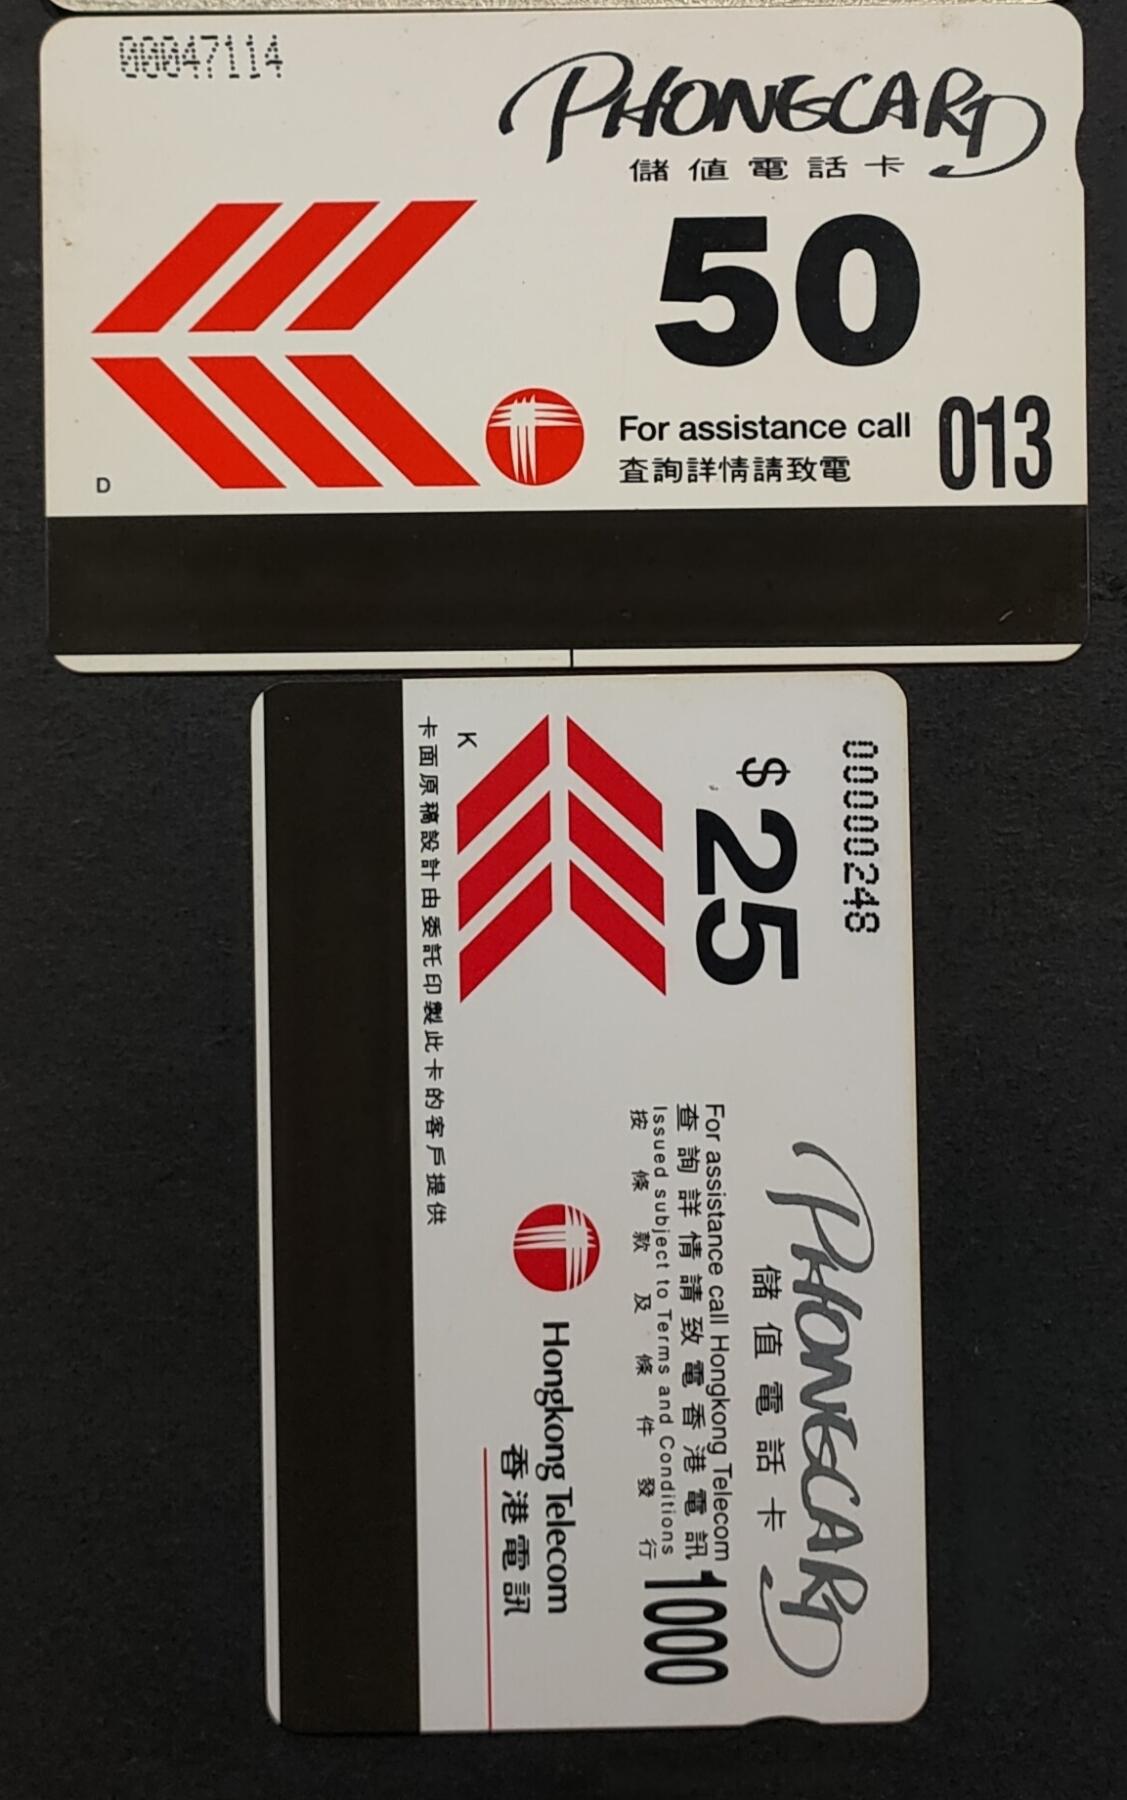 00047114
PHONECARD
儲值電話卡
50
For assistance call
查詢詳情請致電
013
D
00000248
$25
K
PHONECARD
儲值電話卡
For assistance call Hongkong Telecom
查詢詳情請致電香港電訊
1000
Issued subject to Terms and Conditions
按條款及條件發行
Hongkong Telecom
香港電訊
卡面原稿設計由委託印製此卡的客戶提供